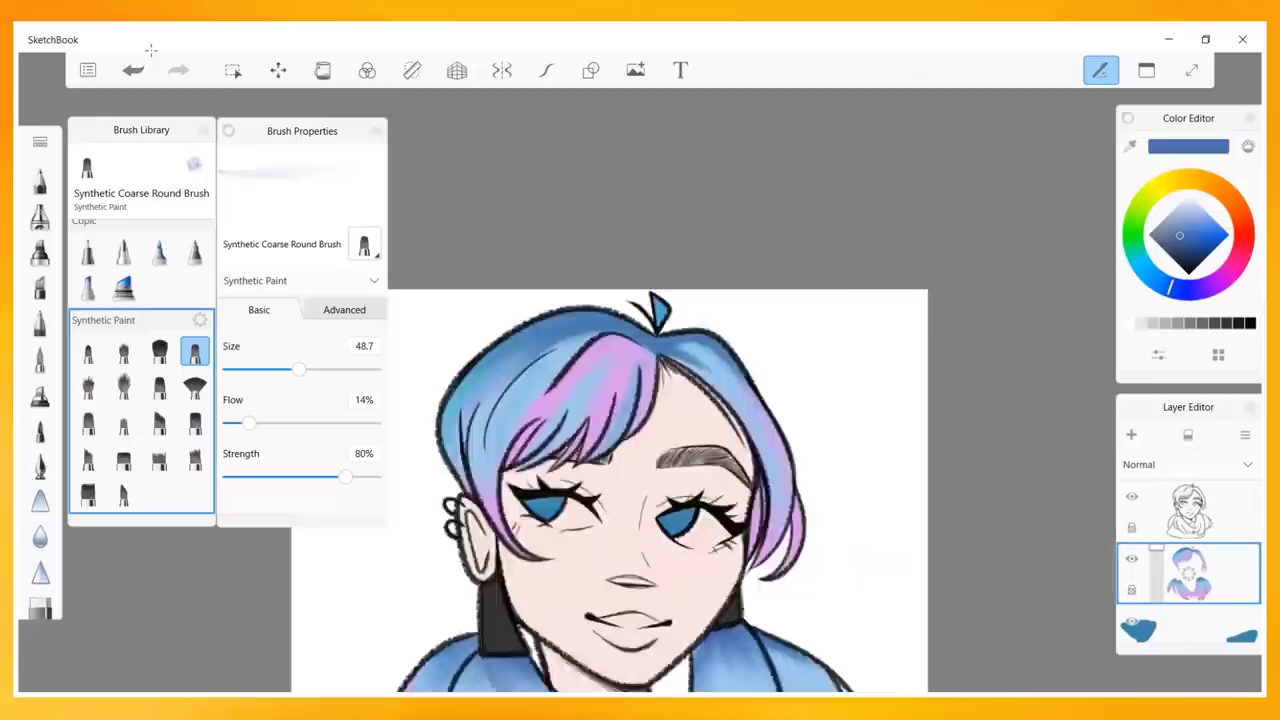 SketchBook
T
Brush Library
Synthetic Coarse Round Brush
Synthetic Paint
Copic
Synthetic Paint
Brush Properties
Synthetic Coarse Round Brush
Synthetic Paint
Basic
Advanced
Size
48.7
Flow
14%
Strength
80%
Color Editor
Layer Editor
Normal